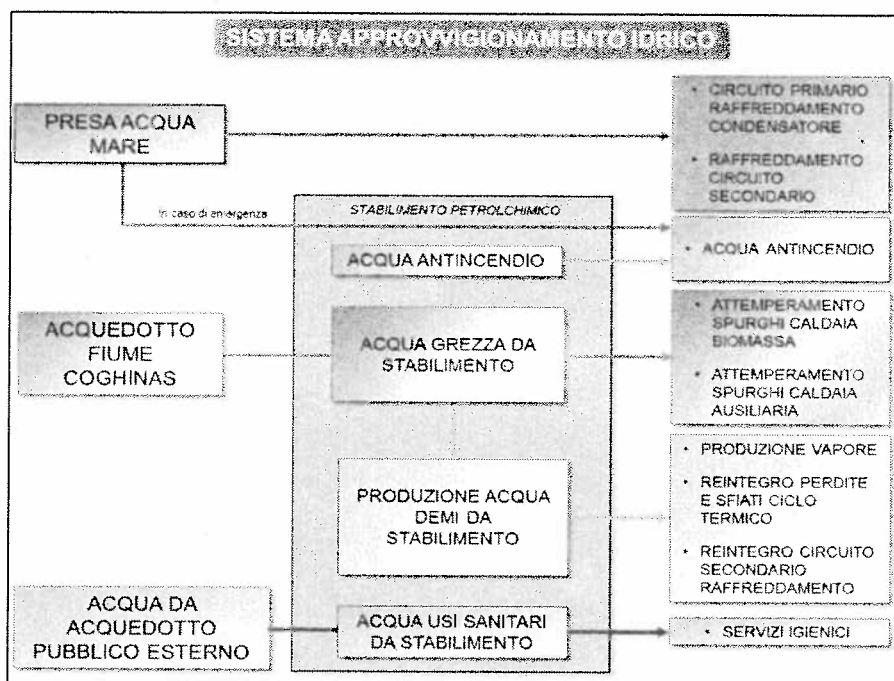 SISTEMA APPROVVIGIONAMENTO IDRICO
PRESA ACQUA
MARE
• CIRCUITO PRIMARIO
RAFFREDDAMENTO
CONDENSATORE
• RAFFREDDAMENTO
CIRCUITO
SECONDARIO
In caso di emergenza
STABILIMENTO PETROLCHIMICO
ACQUA ANTINCENDIO
• ACQUA ANTINCENDIO
ACQUEDOTTO
FIUME
COGHINAS
ACQUA GREZZA DA
STABILIMENTO
• ATTEMPERAMENTO
SPURGHI CALDAIA
BIOMASSA
• ATTEMPERAMENTO
SPURGHI CALDAIA
AUSILIARIA
PRODUZIONE ACQUA
DEMI DA
STABILIMENTO
• PRODUZIONE VAPORE
• REINTEGRO PERDITE
E SFIATI CICLO
TERMICO
• REINTEGRO CIRCUITO
SECONDARIO
RAFFREDDAMENTO
ACQUA DA
ACQUEDOTTO
PUBBLICO ESTERNO
ACQUA USI SANITARI
DA STABILIMENTO
• SERVIZI IGIENICI